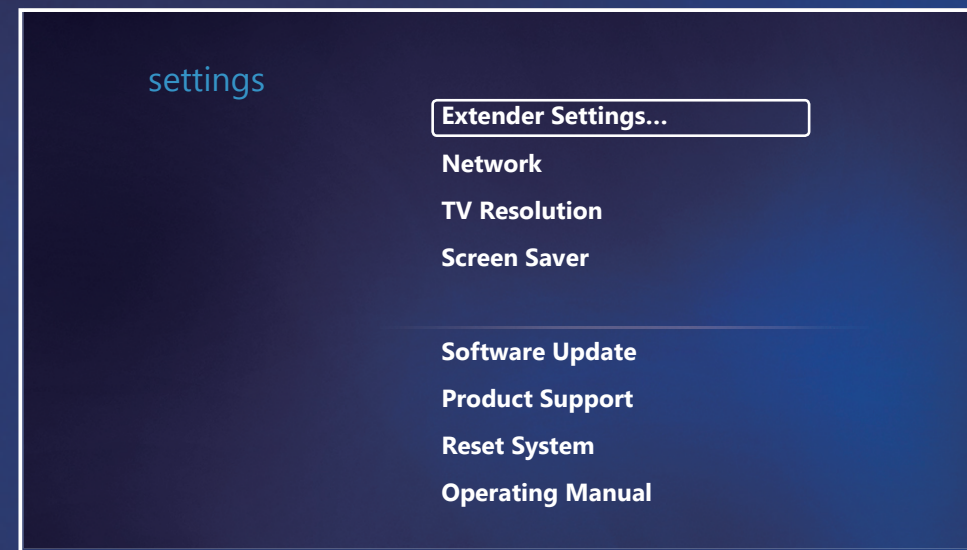 settings
Extender Settings...
Network
TV Resolution
Screen Saver
Software Update
Product Support
Reset System
Operating Manual